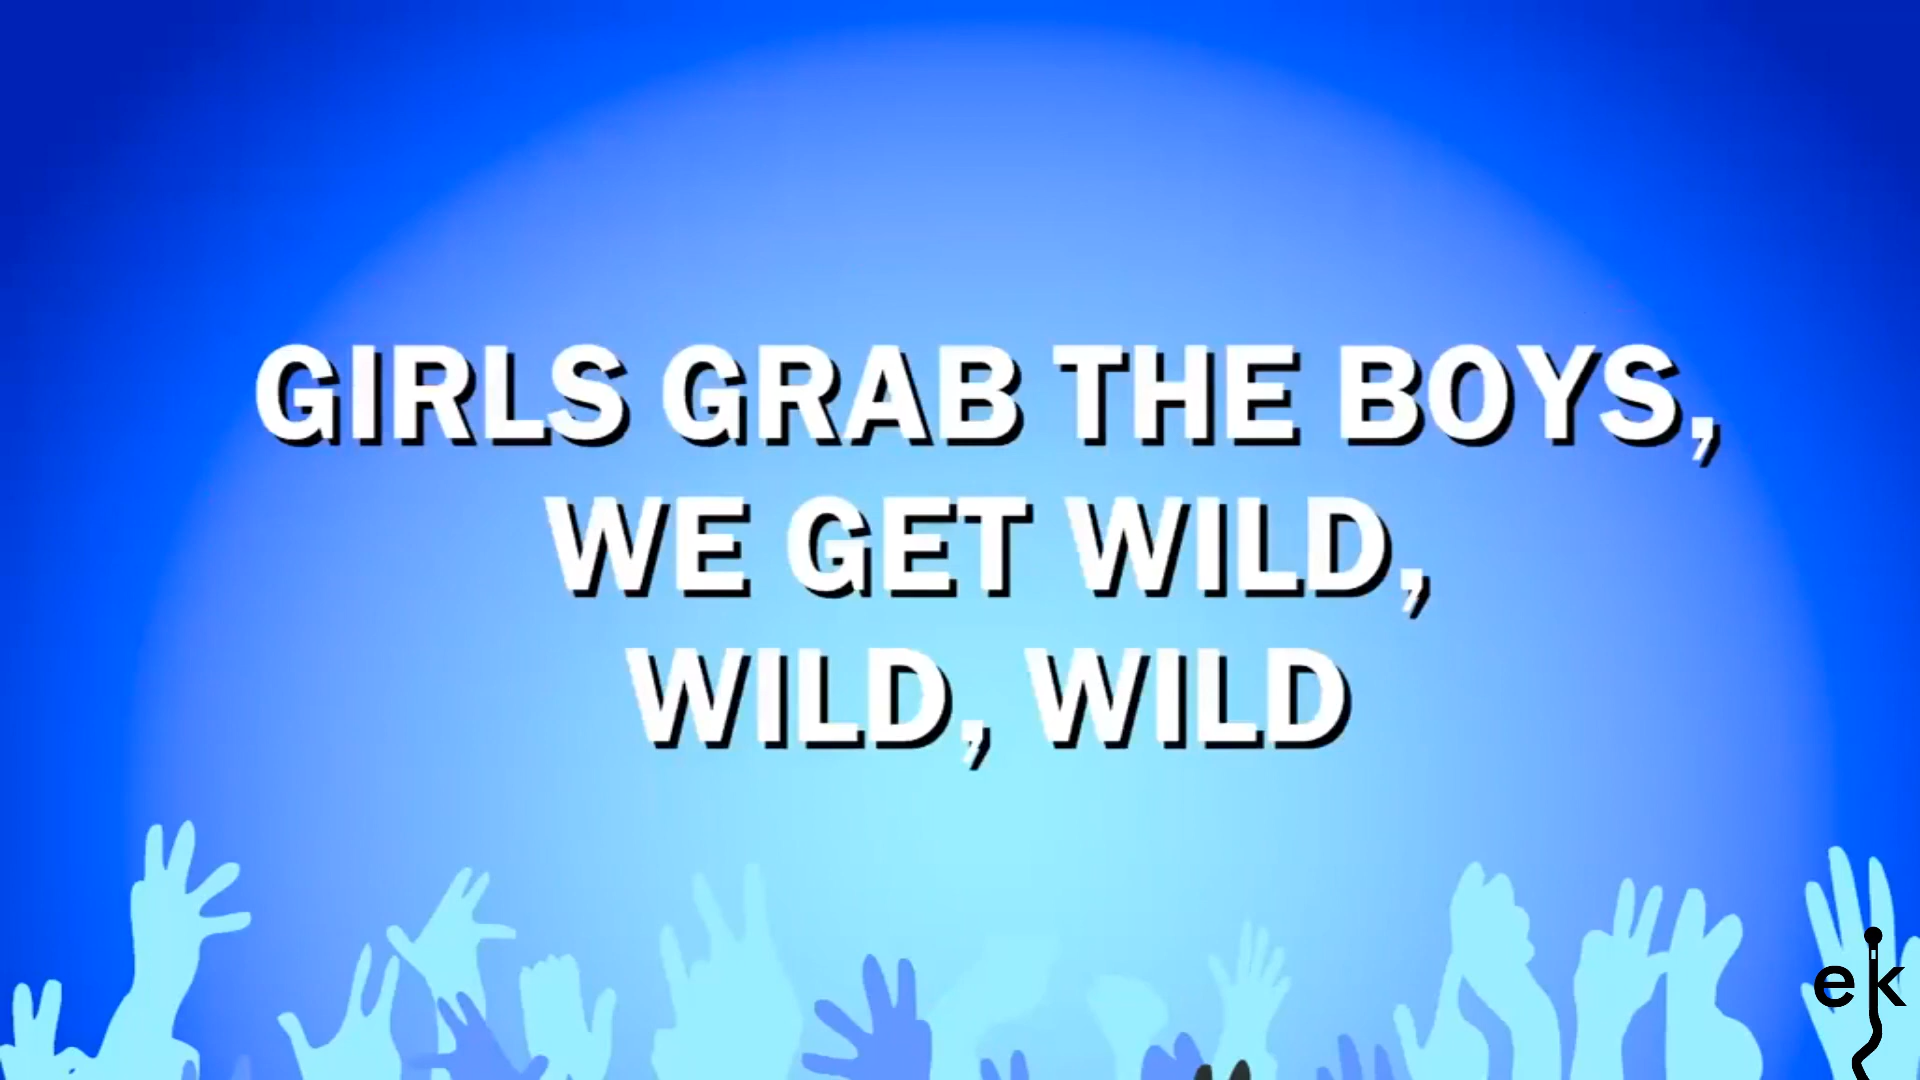 GIRLS GRAB THE BOYS,
WE GET WILD,
WILD, WILD
ek